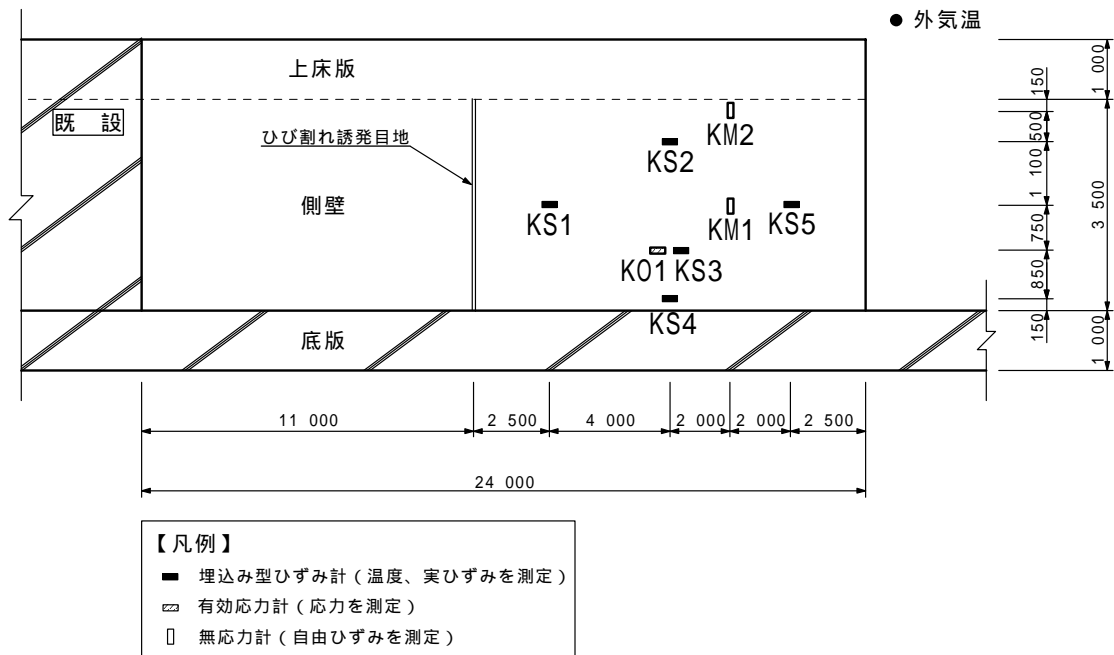 ● 外気温
上床版
1 000
150
既 設
ひび割れ誘発目地
KM2
500
KS2
1 100
側壁
KS1
KM1
KS5
3 500
750
KO1
KS3
850
KS4
150
底版
1 000
11 000
2 500
4 000
2 000
2 000
2 500
24 000
【凡例】
埋込み型ひずみ計(温度、実ひずみを測定)
有効応力計(応力を測定)
無応力計(自由ひずみを測定)